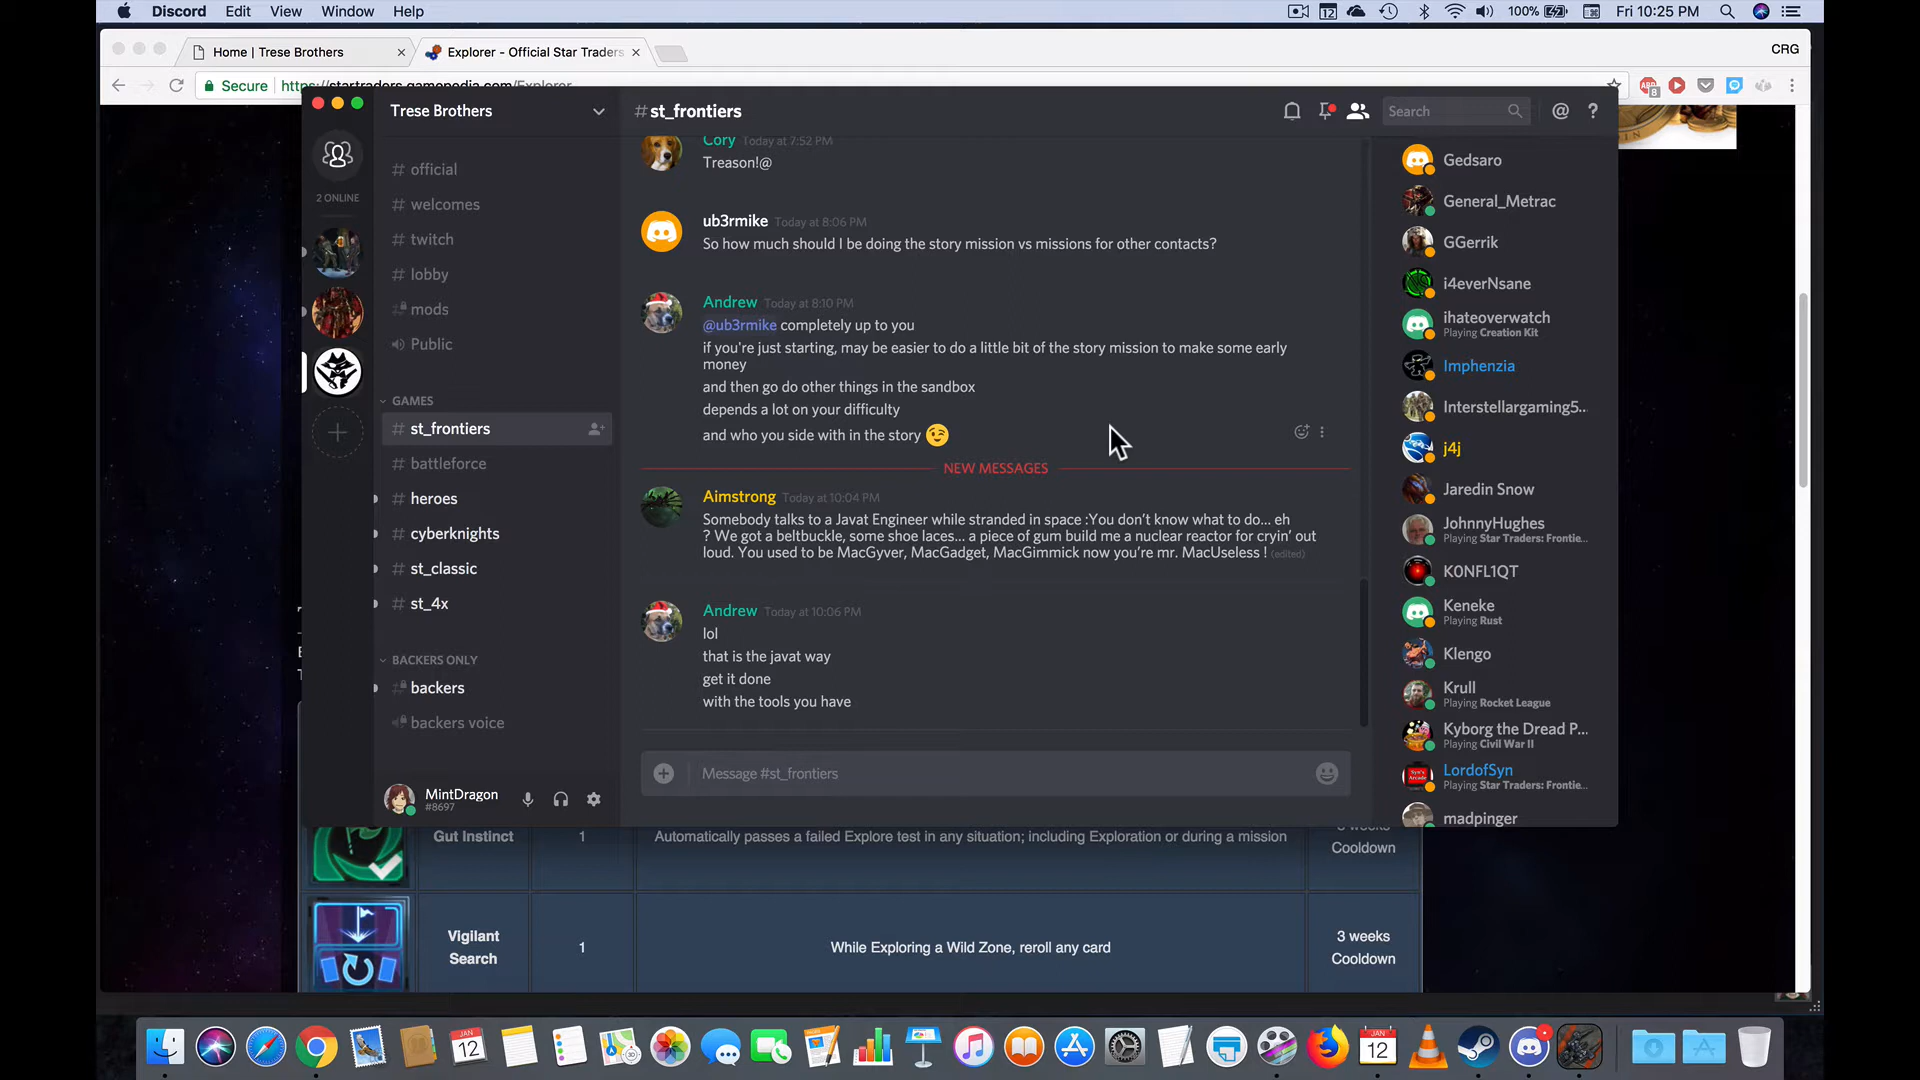 Discord Edit View Window Help
12 100% Fri 10:25 PM
Home | Trese Brothers
Explorer - Official Star Traders
CRG
Secure https://startraders.gamepedia.com/Explorer
ABP 8
Trese Brothers
2 ONLINE
# official
# welcomes
# twitch
# lobby
mods
Public
GAMES
# st_frontiers
# battleforce
# heroes
# cyberknights
# st_classic
# st_4x
BACKERS ONLY
backers
backers voice
MintDragon
#8697
# st_frontiers
Search
@ ?
Cory Today at 7:52 PM
Treason!@
ub3rmike Today at 8:06 PM
So how much should I be doing the story mission vs missions for other contacts?
Andrew Today at 8:10 PM
@ub3rmike completely up to you
if you're just starting, may be easier to do a little bit of the story mission to make some early
money
and then go do other things in the sandbox
depends a lot on your difficulty
and who you side with in the story
NEW MESSAGES
Aimstrong Today at 10:04 PM
Somebody talks to a Javat Engineer while stranded in space :You don't know what to do... eh
? We got a beltbuckle, some shoe laces... a piece of gum build me a nuclear reactor for cryin' out
loud. You used to be MacGyver, MacGadget, MacGimmick now you're mr. MacUseless ! (edited)
Andrew Today at 10:06 PM
lol
that is the javat way
get it done
with the tools you have
Message #st_frontiers
Gedsaro
General_Metrac
GGerrik
i4everNsane
ihateoverwatch
Playing Creation Kit
Imphenzia
Interstellargaming5...
j4j
Jaredin Snow
JohnnyHughes
Playing Star Traders: Frontie...
K0NFL1QT
Keneke
Playing Rust
Klengo
Krull
Playing Rocket League
Kyborg the Dread P...
Playing Civil War II
LordofSyn
Playing Star Traders: Frontie...
madpinger
Gut Instinct
1
Automatically passes a failed Explore test in any situation; including Exploration or during a mission
Cooldown
Vigilant
Search
1
While Exploring a Wild Zone, reroll any card
3 weeks
Cooldown
JAN
12
JAN
12